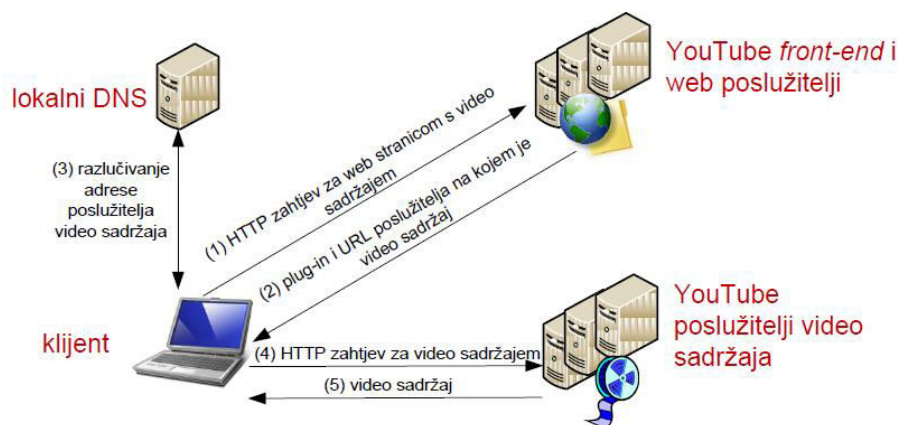 lokalni DNS
YouTube front-end i
web poslužitelji
(3) razlučivanje
adrese
poslužitelja
video sadržaja
(1) HTTP zahtjev za web stranicom s video
sadržajem
(2) plug-in i URL poslužitelja na kojem je
video sadržaj
klijent
(4) HTTP zahtjev za video sadržajem
(5) video sadržaj
YouTube
poslužitelji video
sadržaja